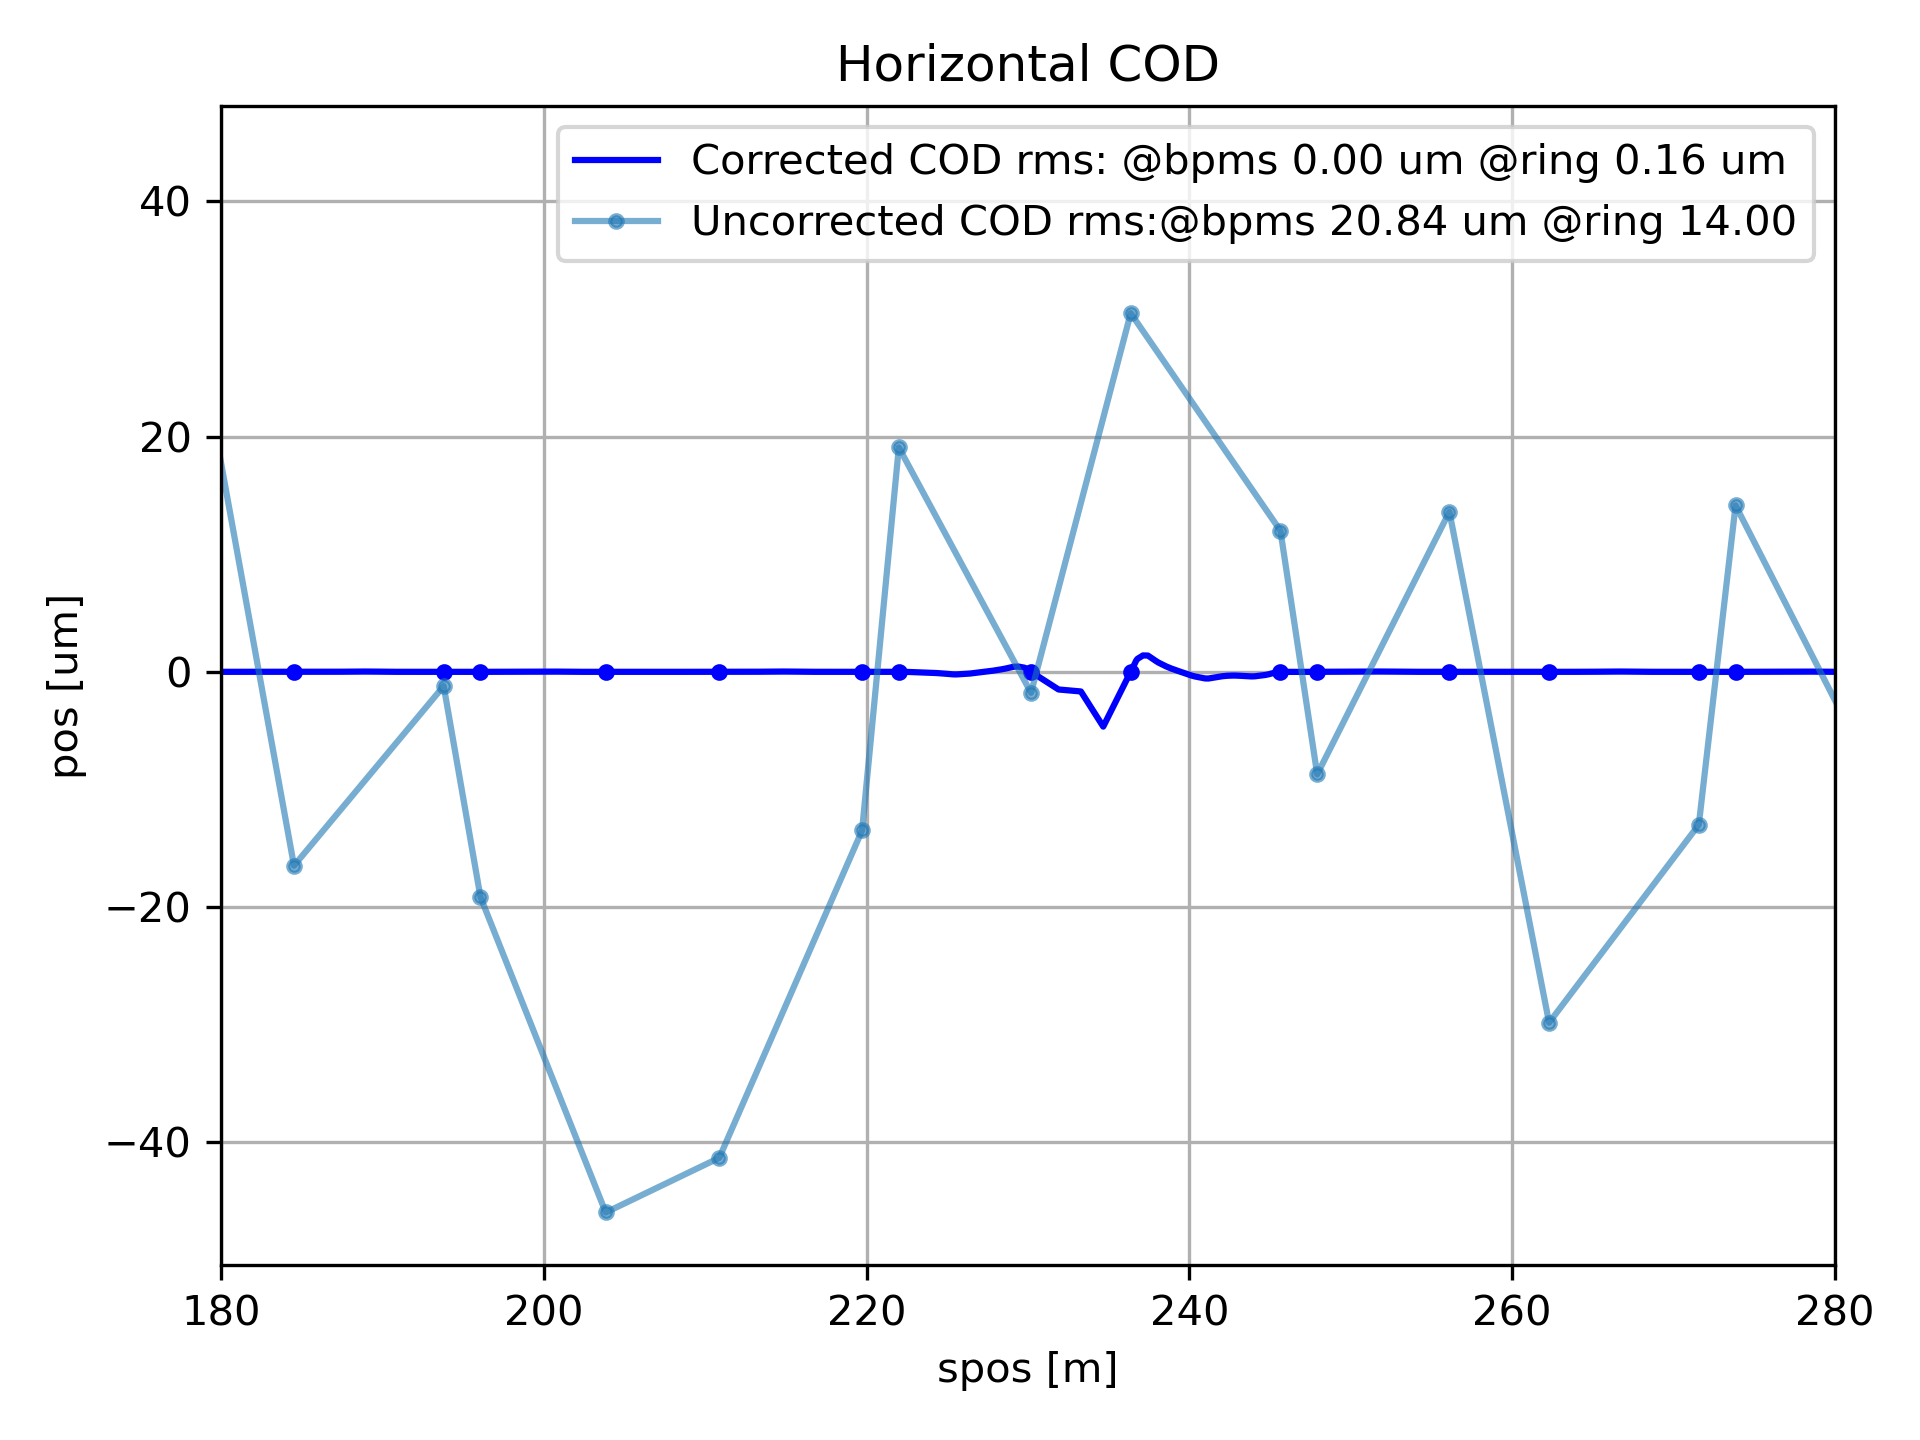 Horizontal COD
Corrected COD rms: @bpms 0.00 um @ring 0.16 um
Uncorrected COD rms:@bpms 20.84 um @ring 14.00
40
20
0
−20
−40
pos [um]
180 200 220 240 260 280
spos [m]